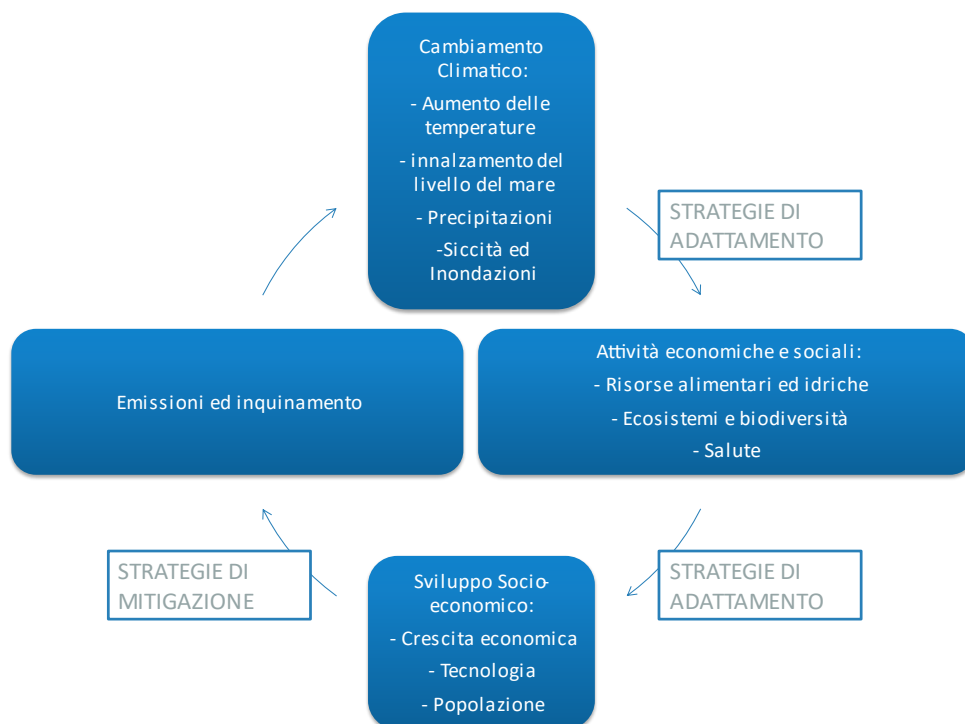 Cambiamento
Climatico:
- Aumento delle
temperature
- innalzamento del
livello del mare
- Precipitazioni
-Siccità ed
Inondazioni
STRATEGIE DI
ADATTAMENTO
Emissioni ed inquinamento
Attività economiche e sociali:
- Risorse alimentari ed idriche
- Ecosistemi e biodiversità
- Salute
STRATEGIE DI
MITIGAZIONE
Sviluppo Socio-
economico:
- Crescita economica
- Tecnologia
- Popolazione
STRATEGIE DI
ADATTAMENTO